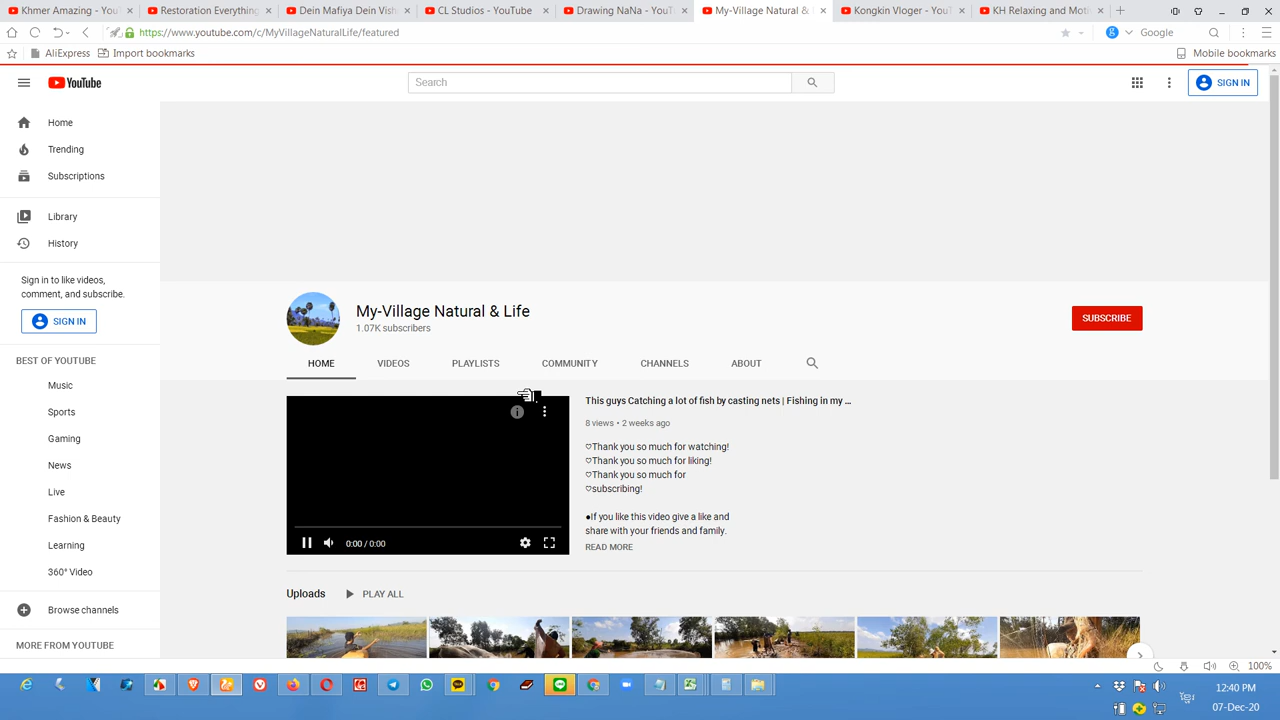 Khmer Amazing - YouT
Restoration Everything
Dein Mafiya Dein Vish
CL Studios - YouTube
Drawing NaNa - YouTu
My-Village Natural &
Kongkin Vloger - YouTu
KH Relaxing and Moti
https://www.youtube.com/c/MyVillageNaturalLife/featured
Google
AliExpress
Import bookmarks
Mobile bookmarks
YouTube
Search
SIGN IN
Home
Trending
Subscriptions
Library
History
Sign in to like videos,
comment, and subscribe.
SIGN IN
BEST OF YOUTUBE
Music
Sports
Gaming
News
Live
Fashion & Beauty
Learning
360° Video
Browse channels
MORE FROM YOUTUBE
My-Village Natural & Life
1.07K subscribers
SUBSCRIBE
HOME
VIDEOS
PLAYLISTS
COMMUNITY
CHANNELS
ABOUT
0:00 / 0:00
This guys Catching a lot of fish by casting nets | Fishing in my ...
8 views • 2 weeks ago
♡Thank you so much for watching!
♡Thank you so much for liking!
♡Thank you so much for
♡subscribing!
●If you like this video give a like and
share with your friends and family.
READ MORE
Uploads
PLAY ALL
100%
12:40 PM
07-Dec-20